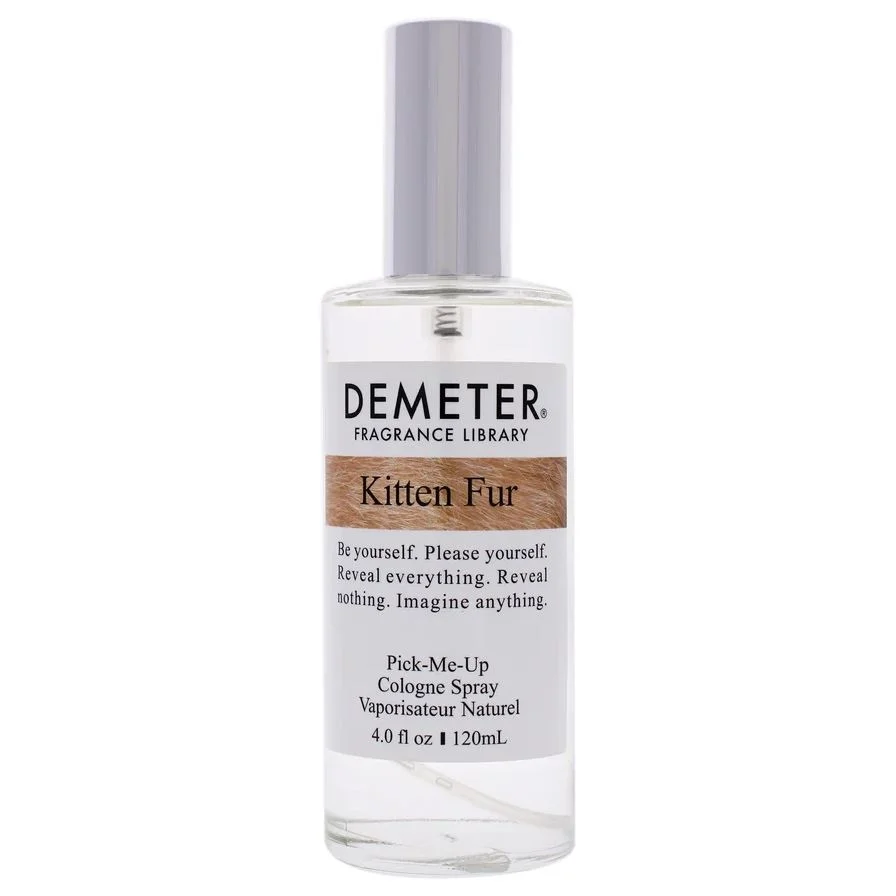 DEMETER®
FRAGRANCE LIBRARY
Kitten Fur
Be yourself. Please yourself.
Reveal everything. Reveal
nothing. Imagine anything.
Pick-Me-Up
Cologne Spray
Vaporisateur Naturel
4.0 fl oz ▮ 120mL